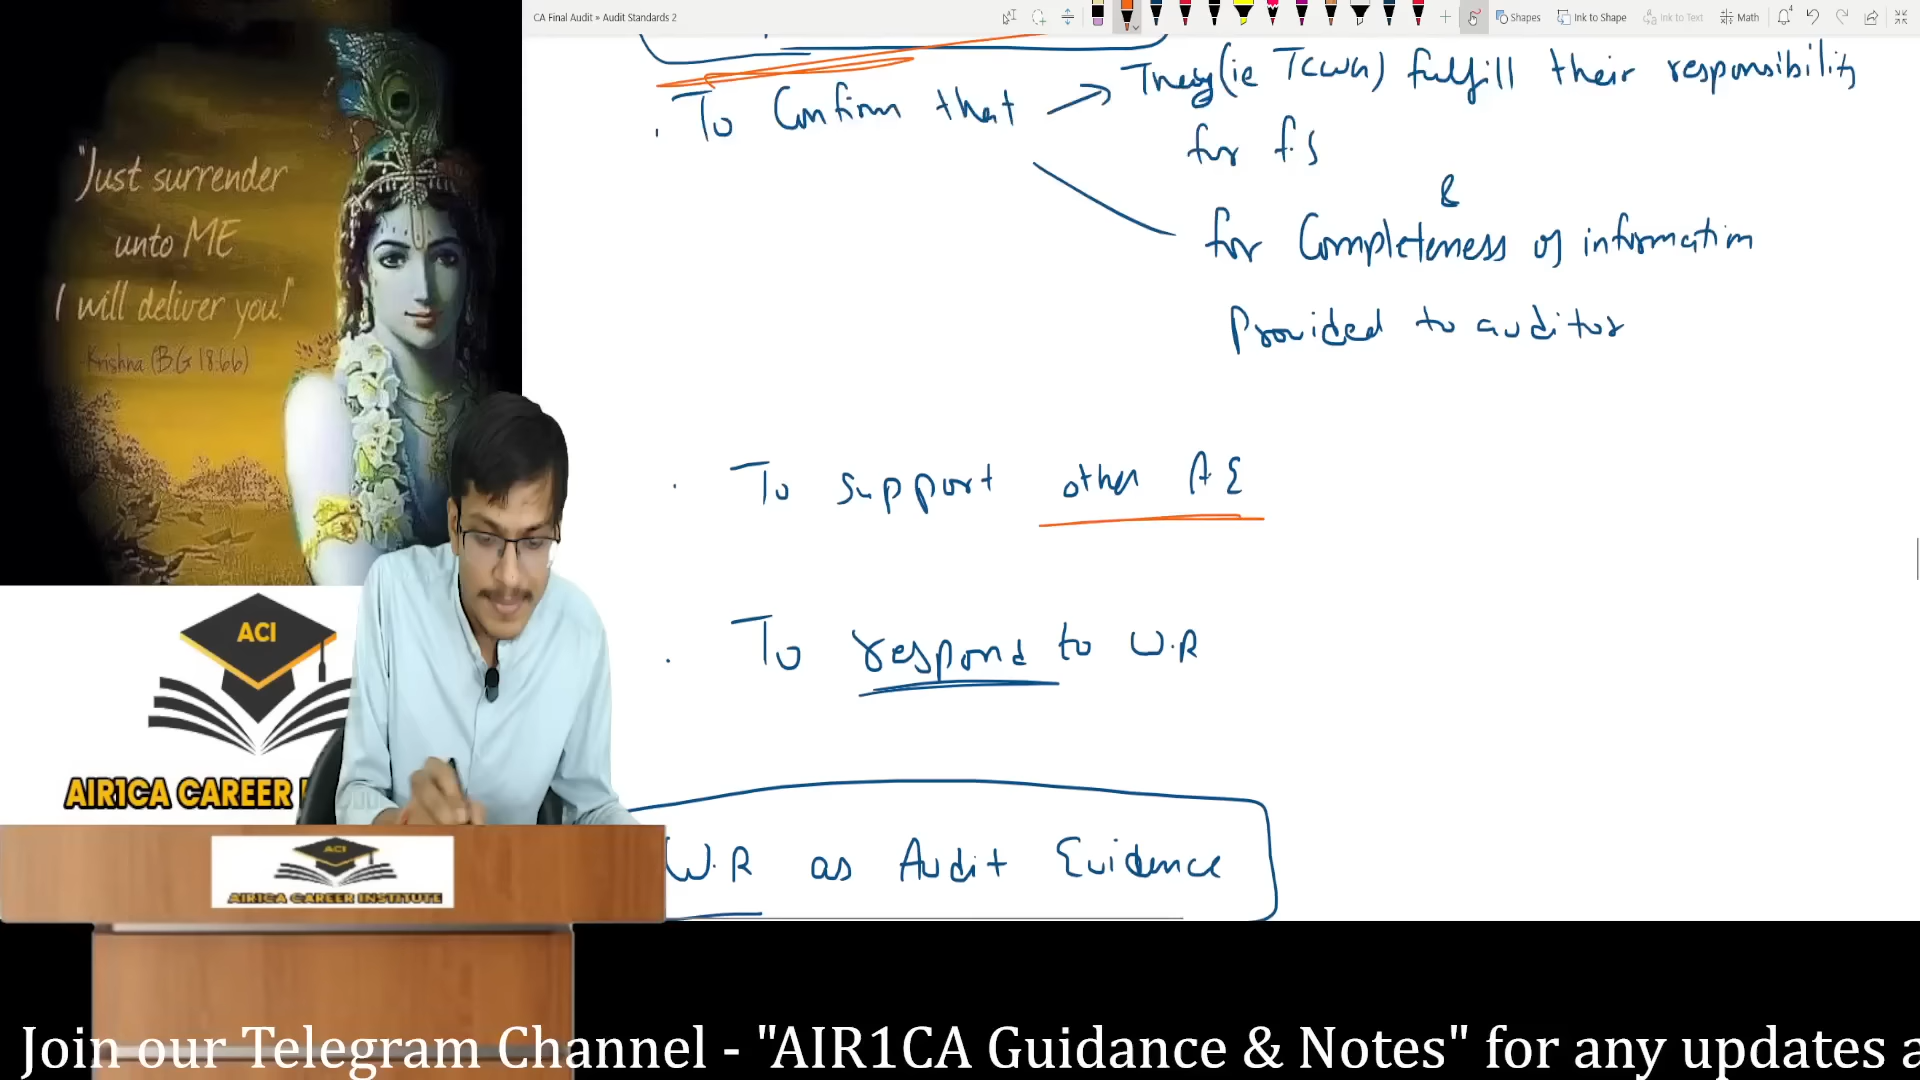 CA Final Audit » Audit Standards 2
Shapes
Ink to Shape
Ink to Text
Math
"Just surrender
unto ME
I will deliver you!"
-Krishna (B.G 18:66)
. To Confirm that
They (ie TCWG) fulfill their responsibility
for f.S
&
for Completeness of information
Provided to auditor
. To support other A.E
. To respond to W.R
W.R as Audit Evidence
ACI
AIR1CA CAREER
ACI
AIR1CA CAREER INSTITUTE
Join our Telegram Channel - "AIR1CA Guidance & Notes" for any updates a